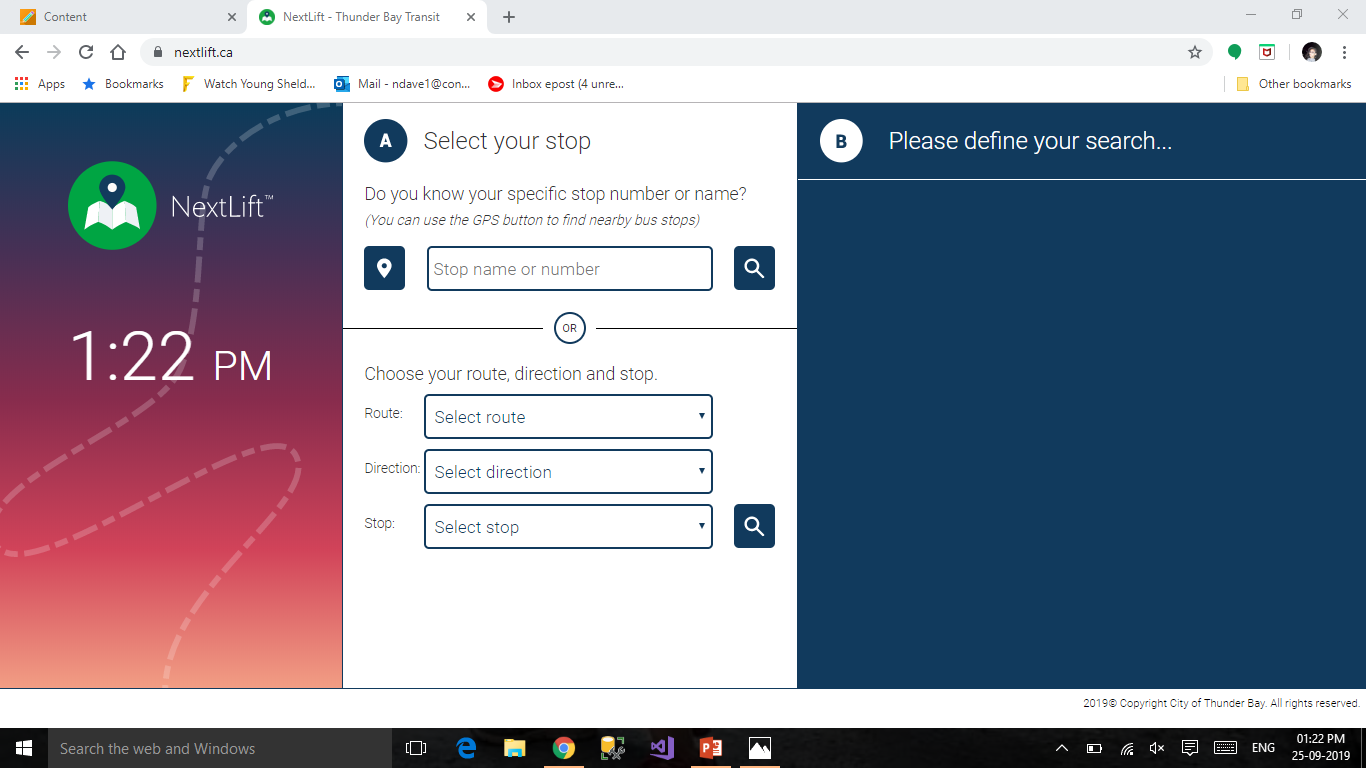 Content
NextLift - Thunder Bay Transit
nextlift.ca
Apps
Bookmarks
Watch Young Sheld...
Mail - ndave1@con...
Inbox epost (4 unre...
Other bookmarks
NextLift™
1:22 PM
A Select your stop
Do you know your specific stop number or name?
(You can use the GPS button to find nearby bus stops)
Stop name or number
OR
Choose your route, direction and stop.
Route: Select route
Direction: Select direction
Stop: Select stop
B Please define your search...
2019© Copyright City of Thunder Bay. All rights reserved.
Search the web and Windows
ENG
01:22 PM
25-09-2019